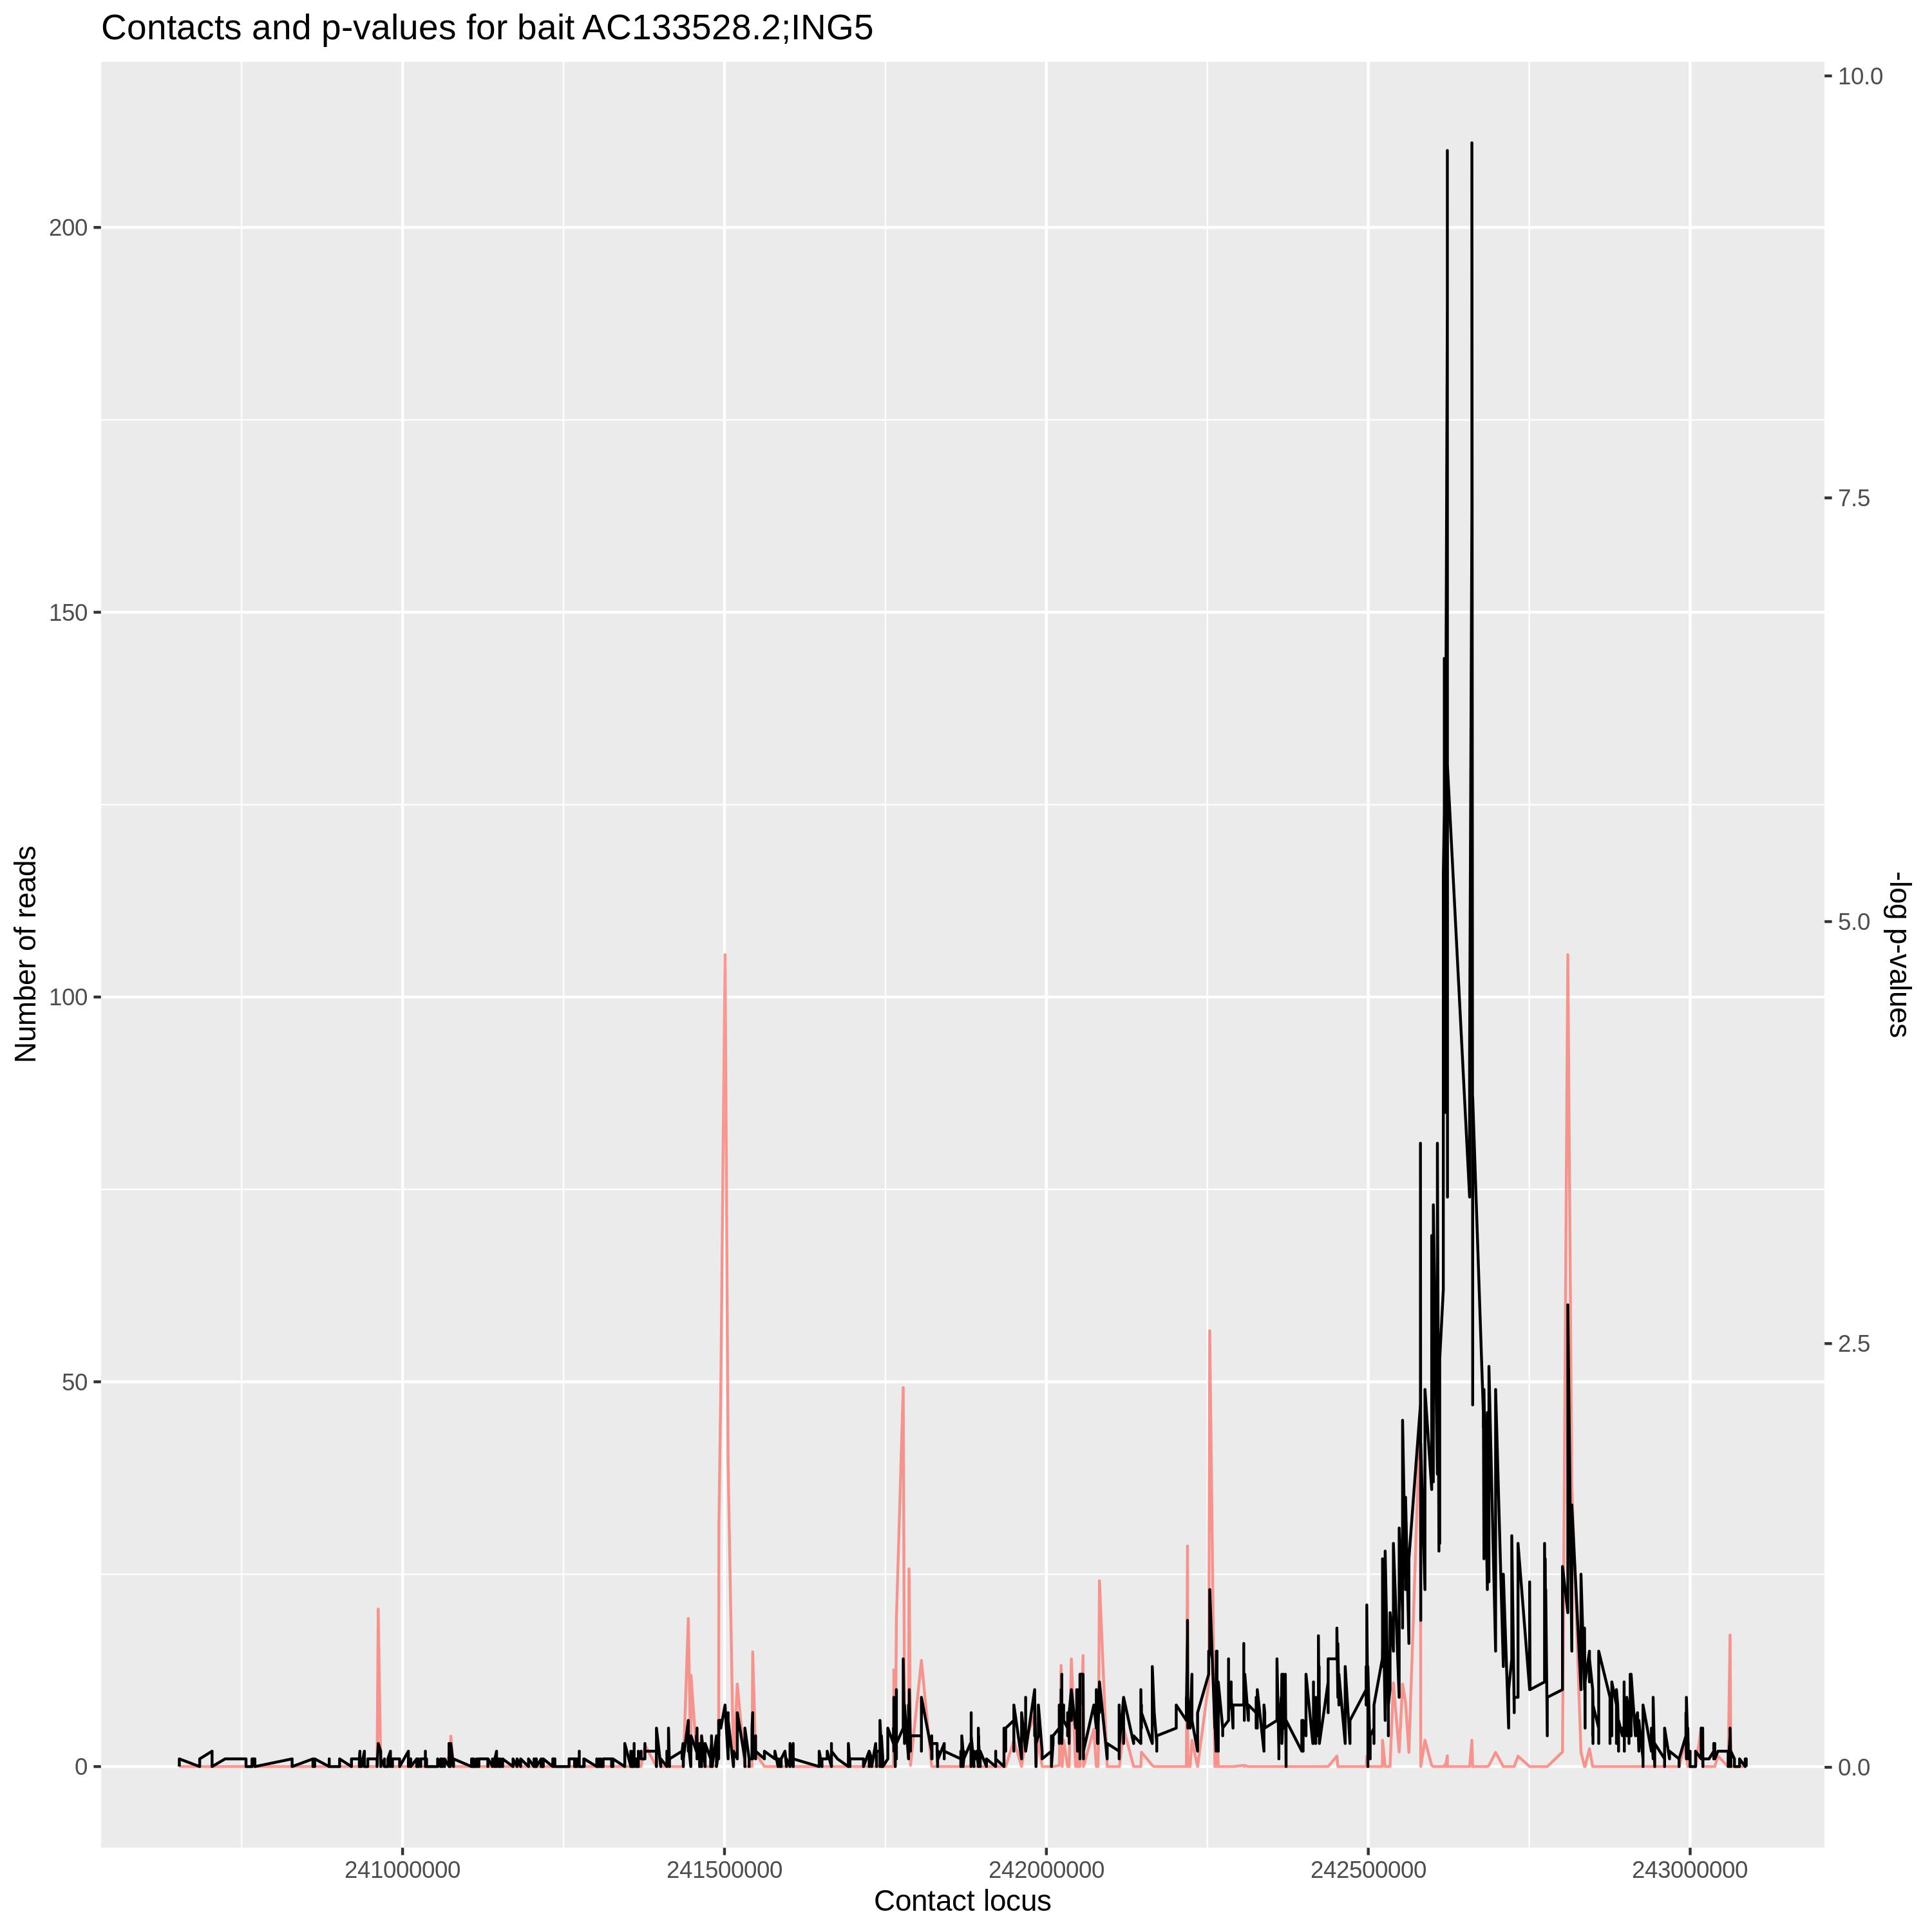 Contacts and p-values for bait AC133528.2;ING5
10.0
200
7.5
150
Number of reads
5.0
-log p-values
100
2.5
50
0
0.0
241000000 241500000 242000000 242500000 243000000
Contact locus